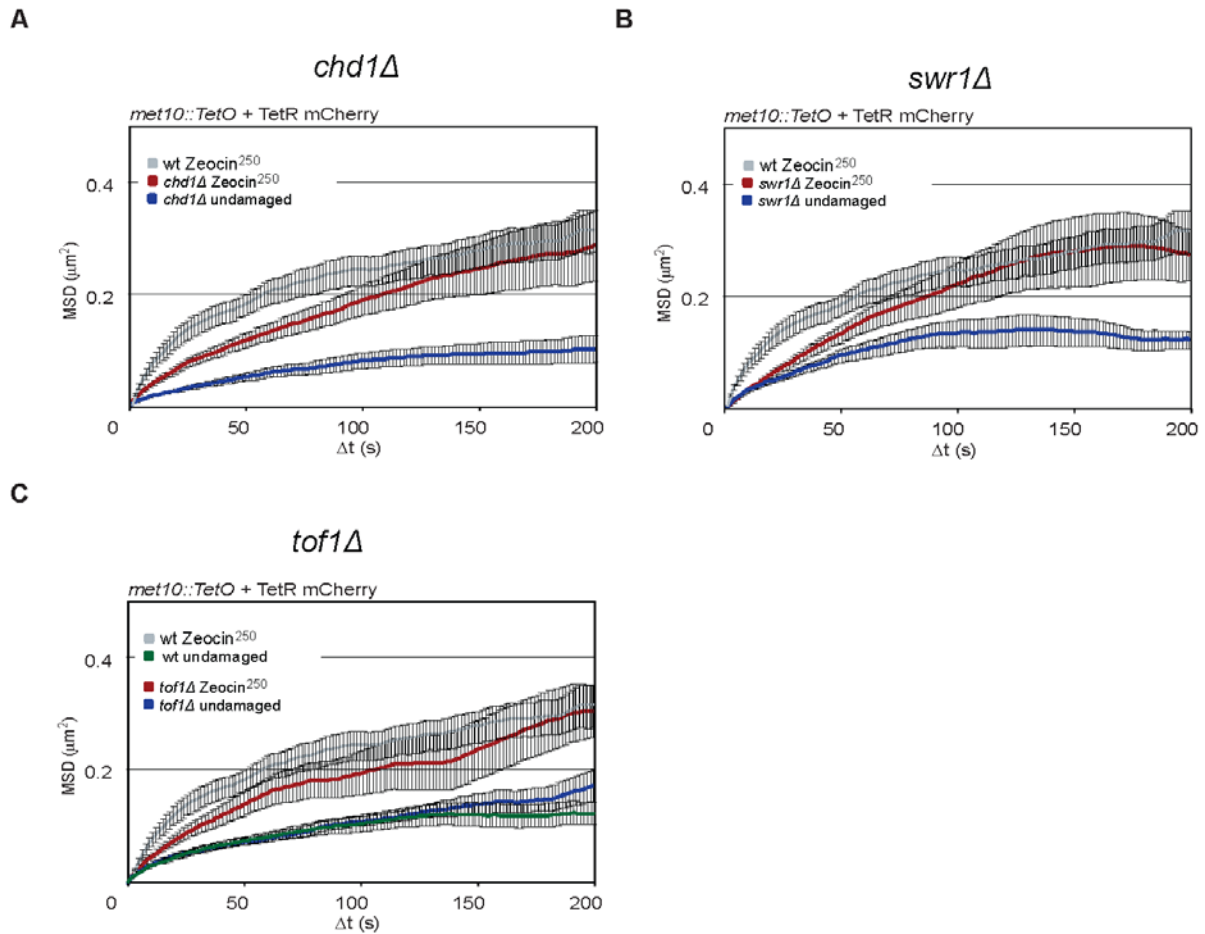 A
chd1Δ
met10::TetO + TetR mCherry
wt Zeocin250
chd1Δ Zeocin250
chd1Δ undamaged
0.4
0.2
MSD (μm2)
0 50 100 150 200
Δt (s)
B
swr1Δ
met10::TetO + TetR mCherry
wt Zeocin250
swr1Δ Zeocin250
swr1Δ undamaged
0.4
0.2
MSD (μm2)
0 50 100 150 200
Δt (s)
C
tof1Δ
met10::TetO + TetR mCherry
wt Zeocin250
wt undamaged
tof1Δ Zeocin250
tof1Δ undamaged
0.4
0.2
MSD (μm2)
0 50 100 150 200
Δt (s)